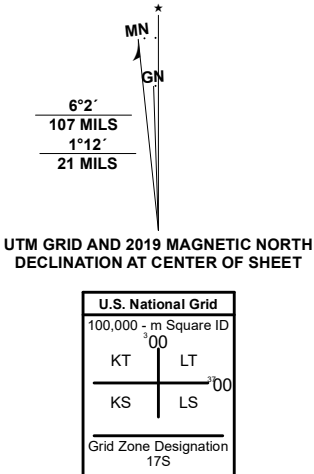 ★
MN
GN
6°2´
107 MILS
1°12´
21 MILS
UTM GRID AND 2019 MAGNETIC NORTH
DECLINATION AT CENTER OF SHEET
U.S. National Grid
100,000 - m Square ID
³00
KT LT
³⁷00
KS LS
Grid Zone Designation
17S